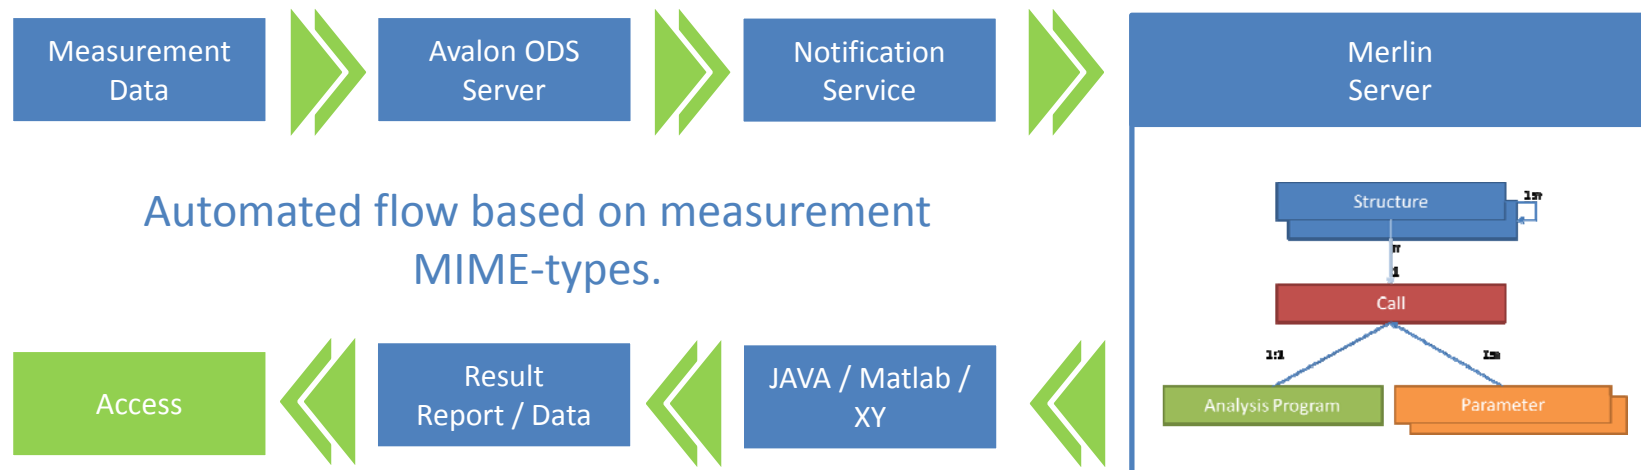 Measurement
Data
Avalon ODS
Server
Notification
Service
Merlin
Server
Automated flow based on measurement
MIME-types.
Structure
1
Call
1:1
Analysis Program
Parameter
Access
Result
Report / Data
JAVA / Matlab /
XY